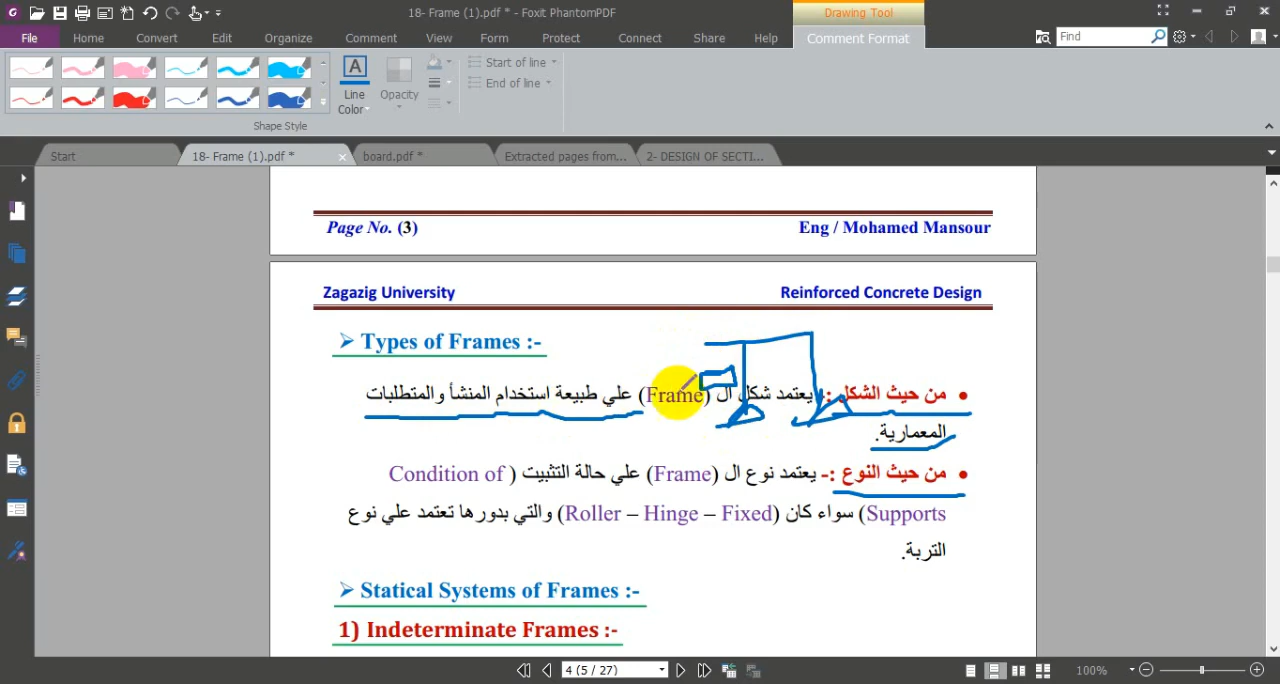 18- Frame (1).pdf * - Foxit PhantomPDF
Drawing Tool
File Home Convert Edit Organize Comment View Form Protect Connect Share Help Comment Format Find
Start of line
End of line
Line Color
Opacity
Shape Style
Start 18- Frame (1).pdf * board.pdf * Extracted pages from... 2- DESIGN OF SECTI...
Page No. (3) Eng / Mohamed Mansour
Zagazig University Reinforced Concrete Design
➢ Types of Frames :-
• من حيث الشكل :- يعتمد شكل ال (Frame) علي طبيعة استخدام المنشأ والمتطلبات
المعمارية.
• من حيث النوع :- يعتمد نوع ال (Frame) علي حالة التثبيت (Condition of
Supports) سواء كان (Roller – Hinge – Fixed) والتي بدورها تعتمد علي نوع
التربة.
➢ Statical Systems of Frames :-
1) Indeterminate Frames :-
4 (5 / 27) 100%